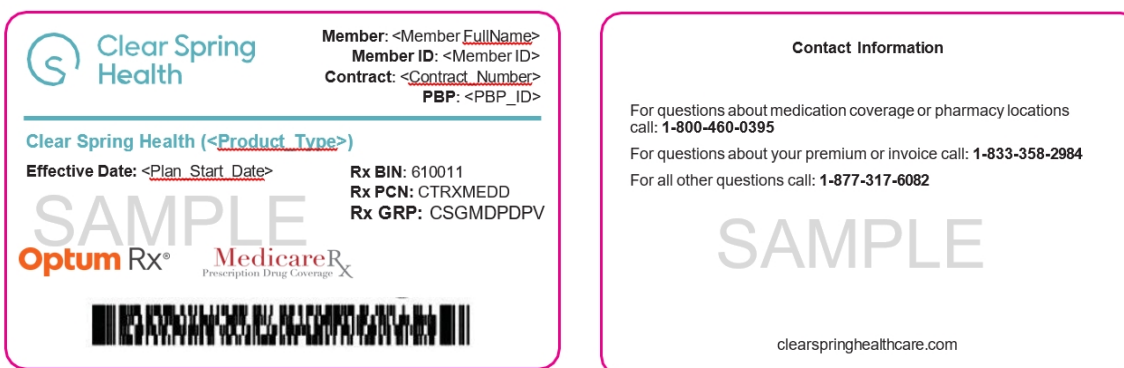 Clear Spring
Health
Member: <Member FullName>
Member ID: <Member ID>
Contract: <Contract_Number>
PBP: <PBP_ID>
Clear Spring Health (<Product_Type>)
Effective Date: <Plan_Start_Date>
Rx BIN: 610011
Rx PCN: CTRXMEDD
Rx GRP: CSGMDPDPV
SAMPLE
Optum Rx®
MedicareRx
Prescription Drug Coverage
Contact Information
For questions about medication coverage or pharmacy locations
call: 1-800-460-0395
For questions about your premium or invoice call: 1-833-358-2984
For all other questions call: 1-877-317-6082
SAMPLE
clearspringhealthcare.com